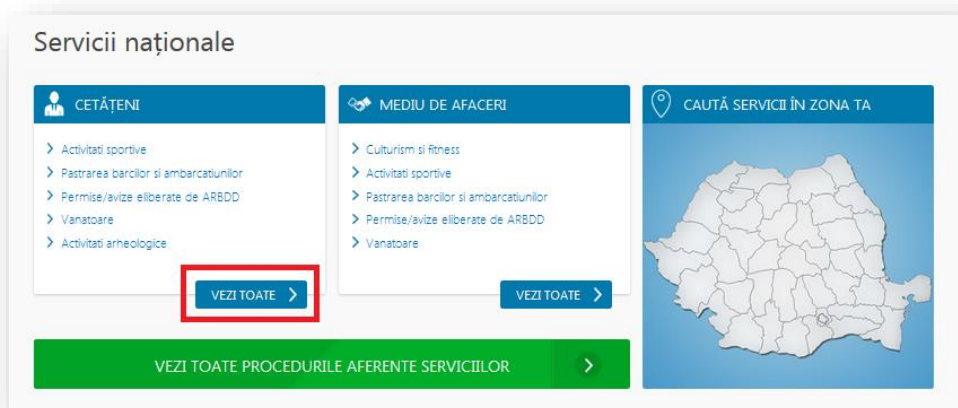 Servicii naționale
CETĂȚENI
Activitati sportive
Pastrarea barcilor si ambarcatiunilor
Permise/avize eliberate de ARBDD
Vanatoare
Activitati arheologice
VEZI TOATE
MEDIU DE AFACERI
Culturism si fitness
Activitati sportive
Pastrarea barcilor si ambarcatiunilor
Permise/avize eliberate de ARBDD
Vanatoare
VEZI TOATE
CAUTĂ SERVICII ÎN ZONA TA
VEZI TOATE PROCEDURILE AFERENTE SERVICIILOR